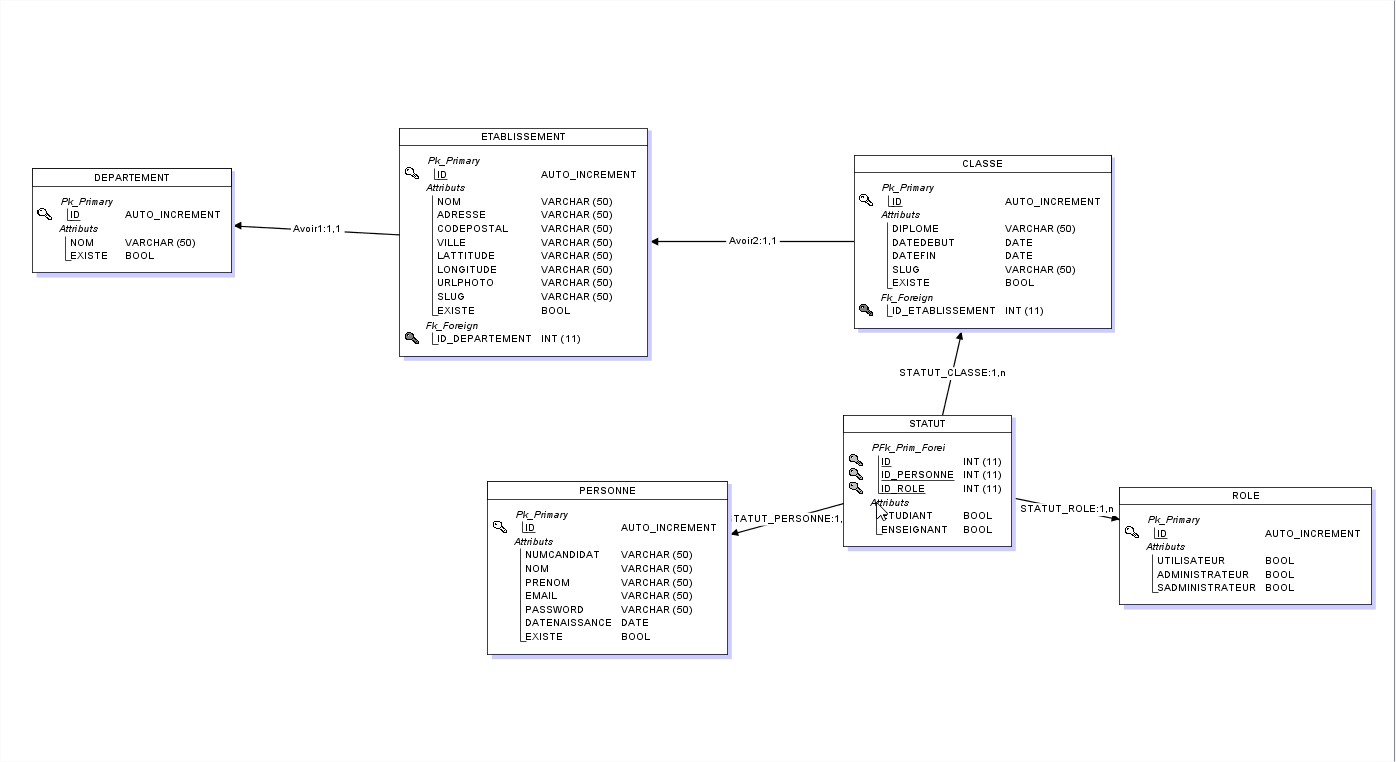 DEPARTEMENT
Pk_Primary
ID AUTO_INCREMENT
Attributs
NOM VARCHAR (50)
EXISTE BOOL
Avoir1:1,1
ETABLISSEMENT
Pk_Primary
ID AUTO_INCREMENT
Attributs
NOM VARCHAR (50)
ADRESSE VARCHAR (50)
CODEPOSTAL VARCHAR (50)
VILLE VARCHAR (50)
LATTITUDE VARCHAR (50)
LONGITUDE VARCHAR (50)
URLPHOTO VARCHAR (50)
SLUG VARCHAR (50)
EXISTE BOOL
Fk_Foreign
ID_DEPARTEMENT INT (11)
Avoir2:1,1
CLASSE
Pk_Primary
ID AUTO_INCREMENT
Attributs
DIPLOME VARCHAR (50)
DATEDEBUT DATE
DATEFIN DATE
SLUG VARCHAR (50)
EXISTE BOOL
Fk_Foreign
ID_ETABLISSEMENT INT (11)
STATUT_CLASSE:1,n
STATUT
PFk_Prim_Forei
ID INT (11)
ID_PERSONNE INT (11)
ID_ROLE INT (11)
Attributs
TUDIANT BOOL
ENSEIGNANT BOOL
TATUT_PERSONNE:1,
STATUT_ROLE:1,n
PERSONNE
Pk_Primary
ID AUTO_INCREMENT
Attributs
NUMCANDIDAT VARCHAR (50)
NOM VARCHAR (50)
PRENOM VARCHAR (50)
EMAIL VARCHAR (50)
PASSWORD VARCHAR (50)
DATENAISSANCE DATE
EXISTE BOOL
ROLE
Pk_Primary
ID AUTO_INCREMENT
Attributs
UTILISATEUR BOOL
ADMINISTRATEUR BOOL
SADMINISTRATEUR BOOL